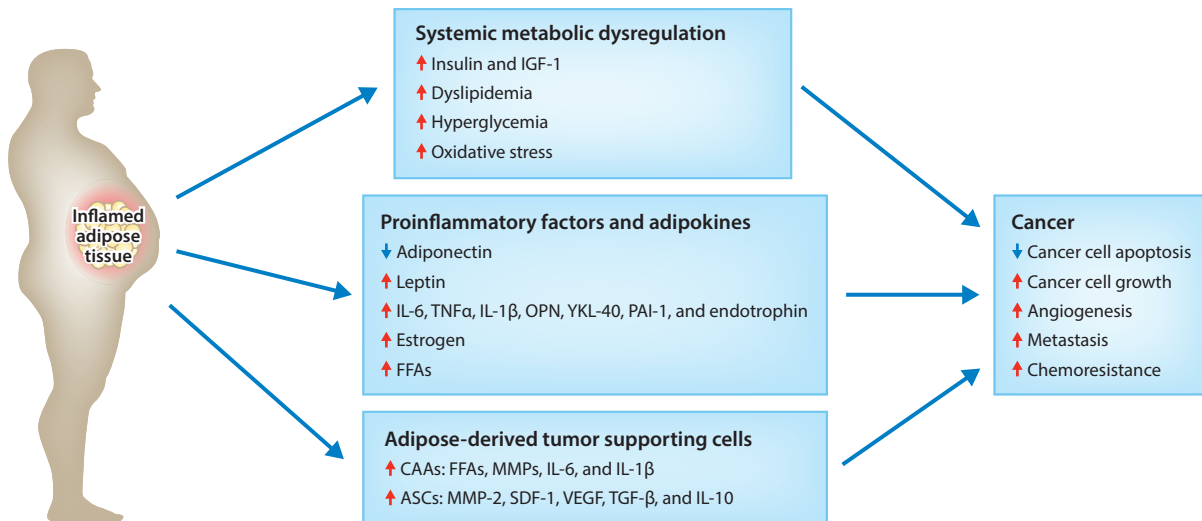 Inflamed
adipose
tissue
Systemic metabolic dysregulation
Insulin and IGF-1
Dyslipidemia
Hyperglycemia
Oxidative stress
Proinflammatory factors and adipokines
Adiponectin
Leptin
IL-6, TNFα, IL-1β, OPN, YKL-40, PAI-1, and endotrophin
Estrogen
FFAs
Adipose-derived tumor supporting cells
CAAs: FFAs, MMPs, IL-6, and IL-1β
ASCs: MMP-2, SDF-1, VEGF, TGF-β, and IL-10
Cancer
Cancer cell apoptosis
Cancer cell growth
Angiogenesis
Metastasis
Chemoresistance